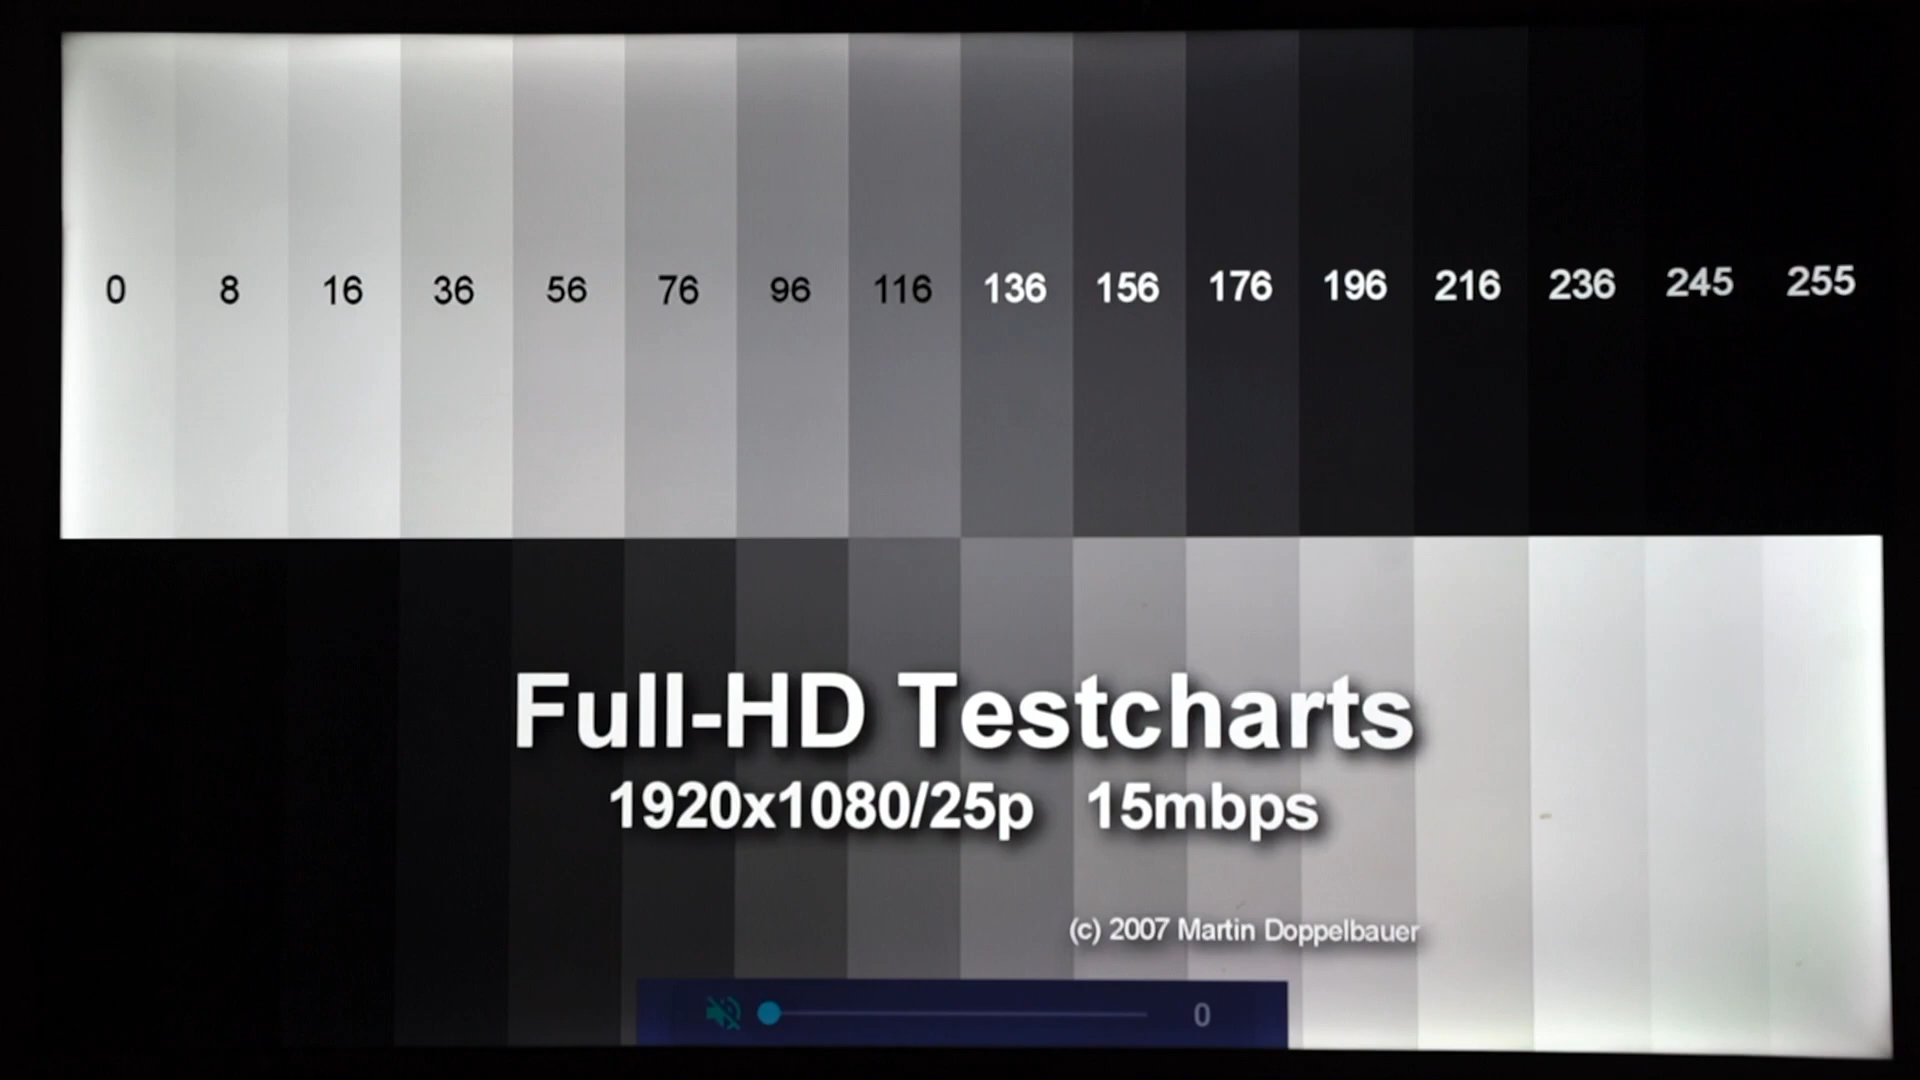 0 8 16 36 56 76 96 116 136 156 176 196 216 236 245 255
Full-HD Testcharts
1920x1080/25p 15mbps
(c) 2007 Martin Doppelbauer
0